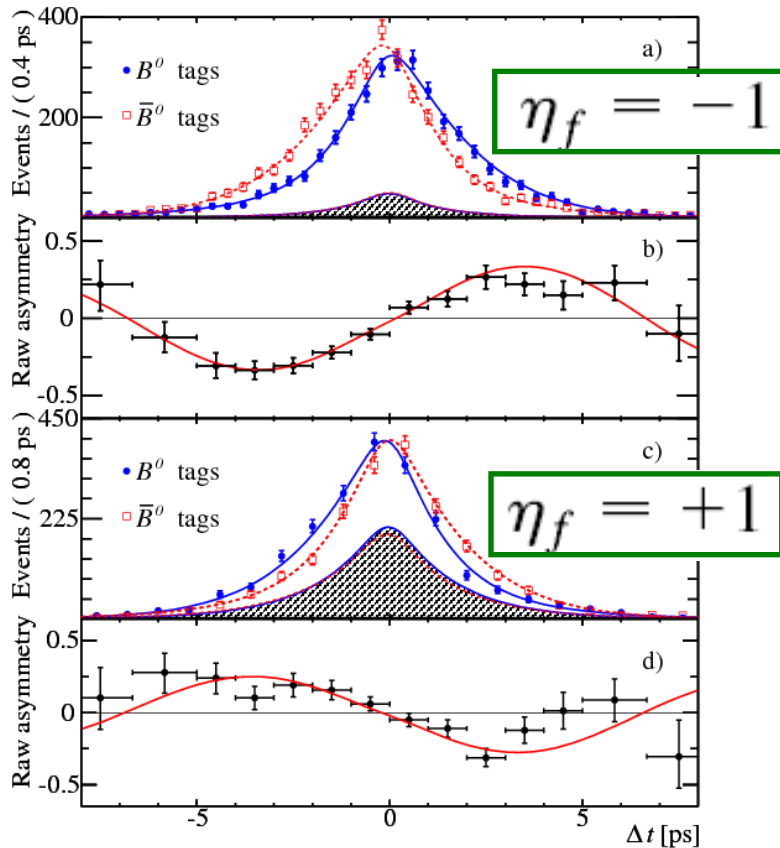 400
Events / ( 0.4 ps )
200
B⁰ tags
B̄⁰ tags
a)
η_f = −1
Raw asymmetry
0.5
0
-0.5
b)
450
Events / ( 0.8 ps )
225
B⁰ tags
B̄⁰ tags
c)
η_f = +1
Raw asymmetry
0.5
0
-0.5
d)
-5 0 5
Δt [ps]